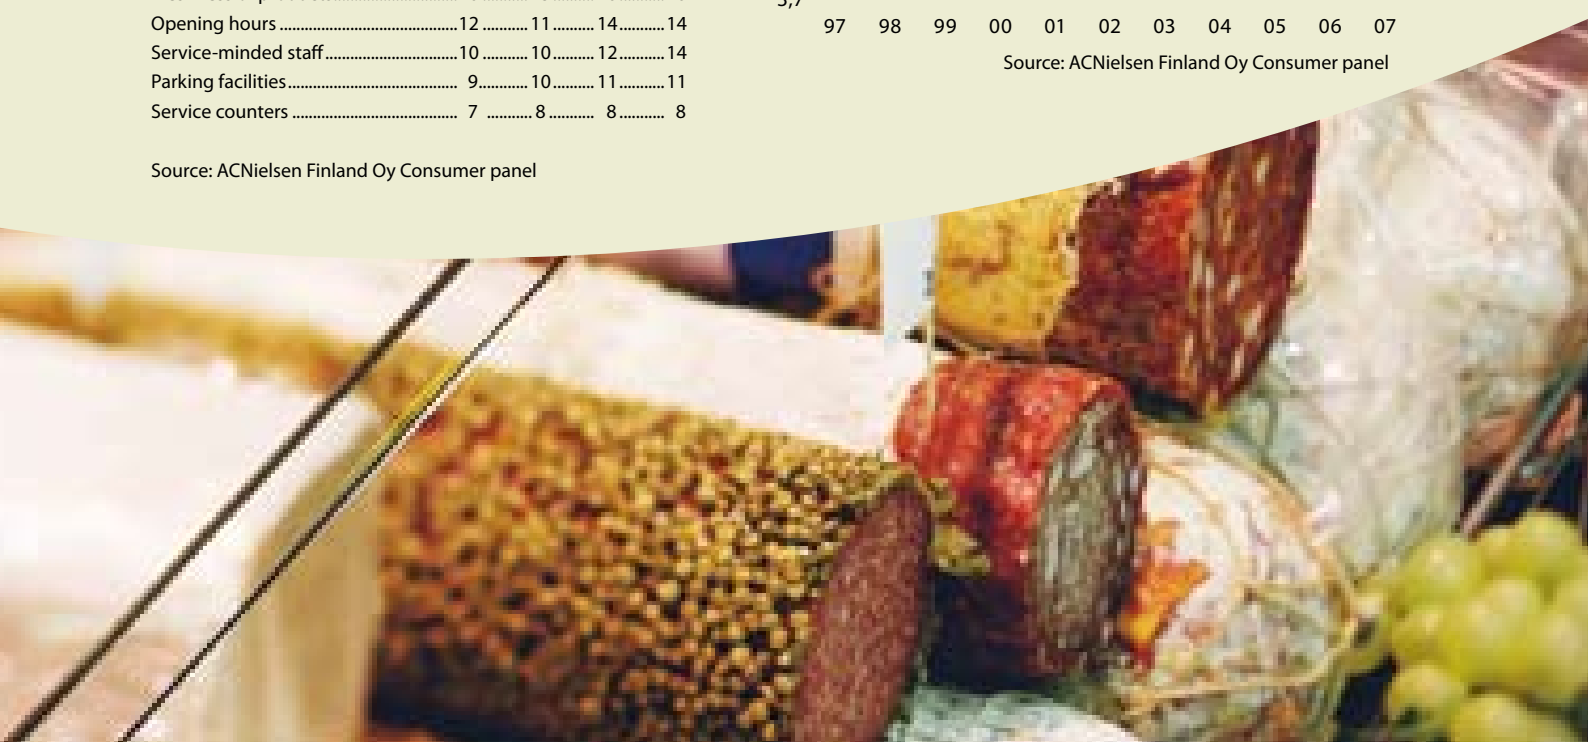 Opening hours 12 11 14 14
Service-minded staff 10 10 12 14
Parking facilities 9 10 11 11
Service counters 7 8 8 8
Source: ACNielsen Finland Oy Consumer panel
97 98 99 00 01 02 03 04 05 06 07
Source: ACNielsen Finland Oy Consumer panel